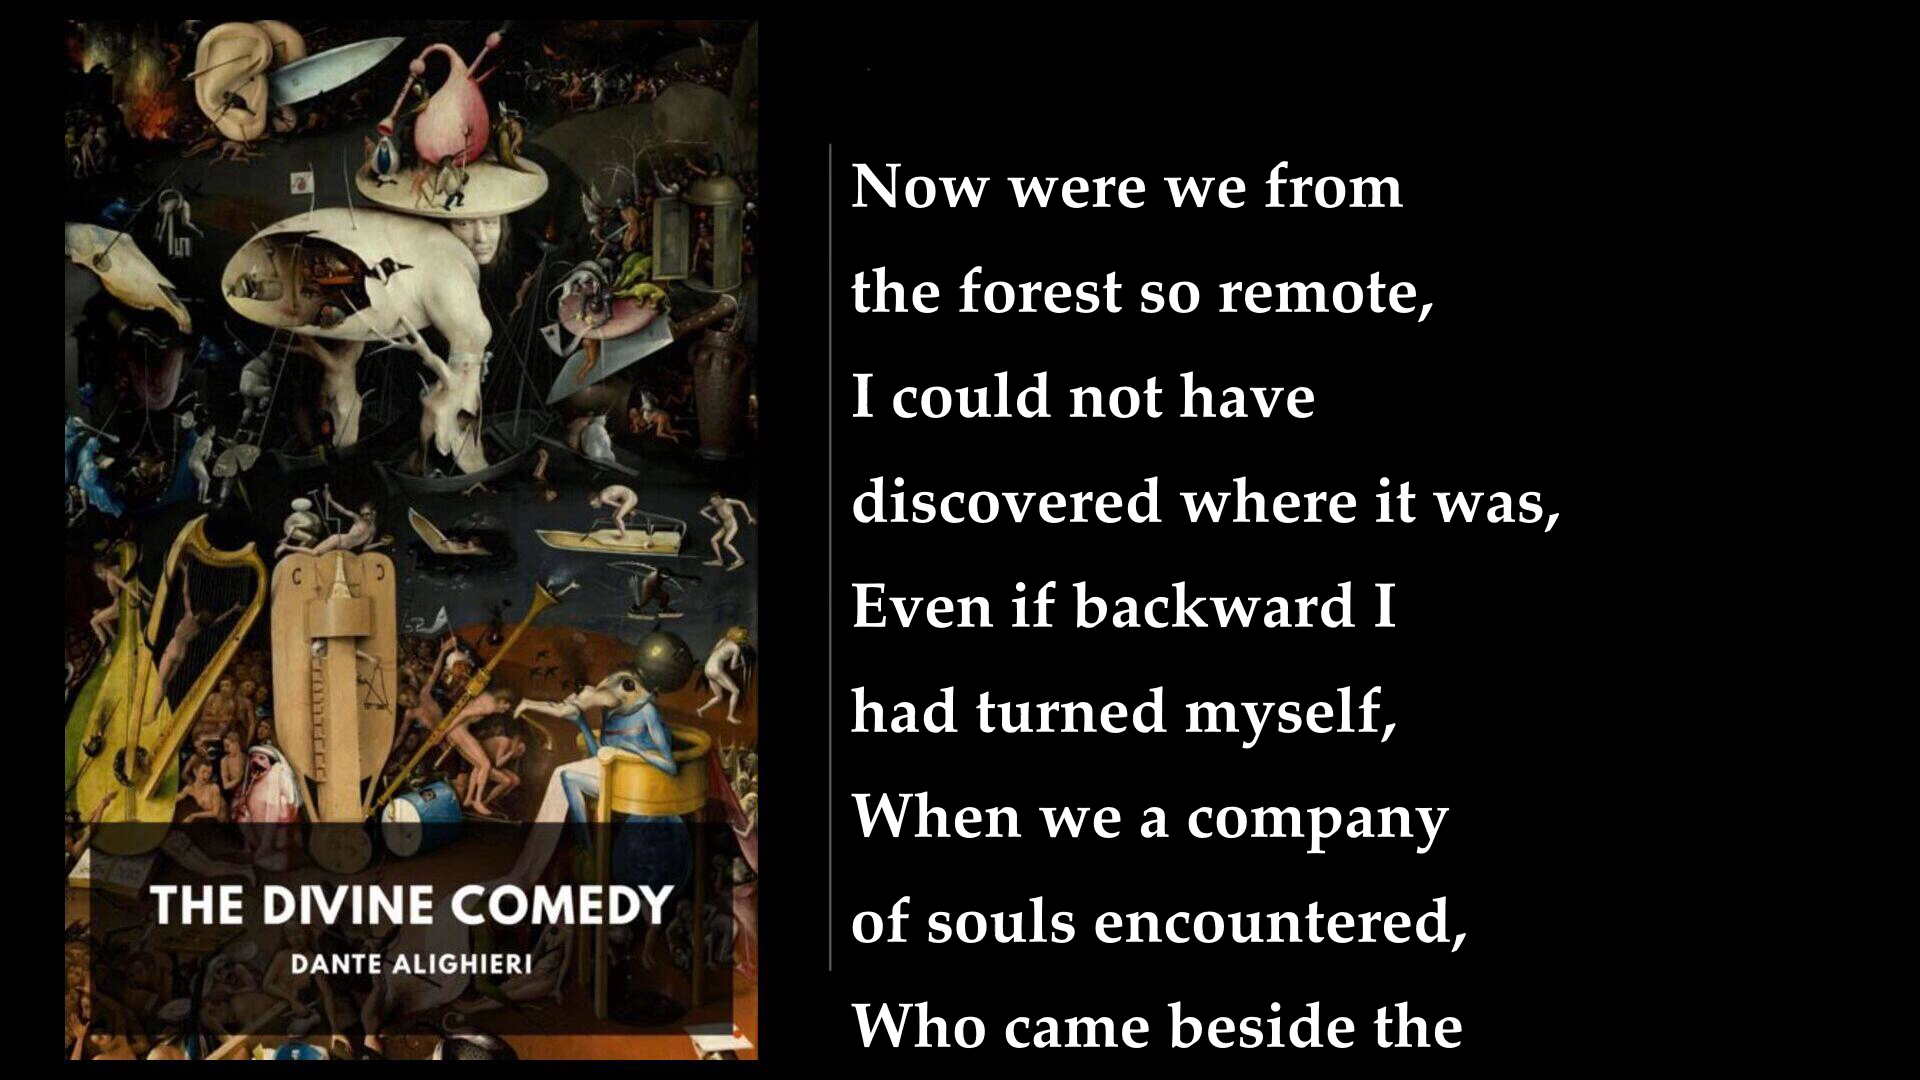 THE DIVINE COMEDY
DANTE ALIGHIERI
Now were we from
the forest so remote,
I could not have
discovered where it was,
Even if backward I
had turned myself,
When we a company
of souls encountered,
Who came beside the